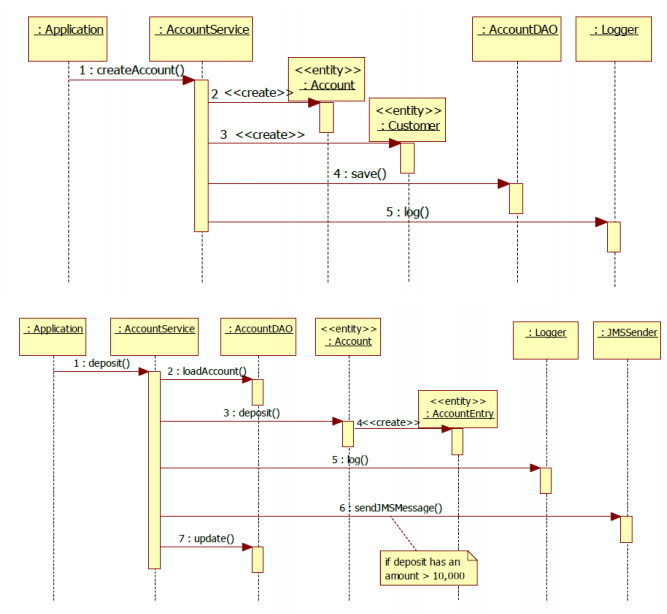 : Application
: AccountService
: AccountDAO
: Logger
<<entity>>
: Account
<<entity>>
: Customer
1 : createAccount()
2 <<create>>
3 <<create>>
4 : save()
5 : log()
: Application
: AccountService
: AccountDAO
<<entity>>
: Account
: Logger
: JMSSender
1 : deposit()
2 : loadAccount()
3 : deposit()
4<<create>>
<<entity>>
: AccountEntry
5 : log()
6 : sendJMSMessage()
7 : update()
if deposit has an
amount > 10,000